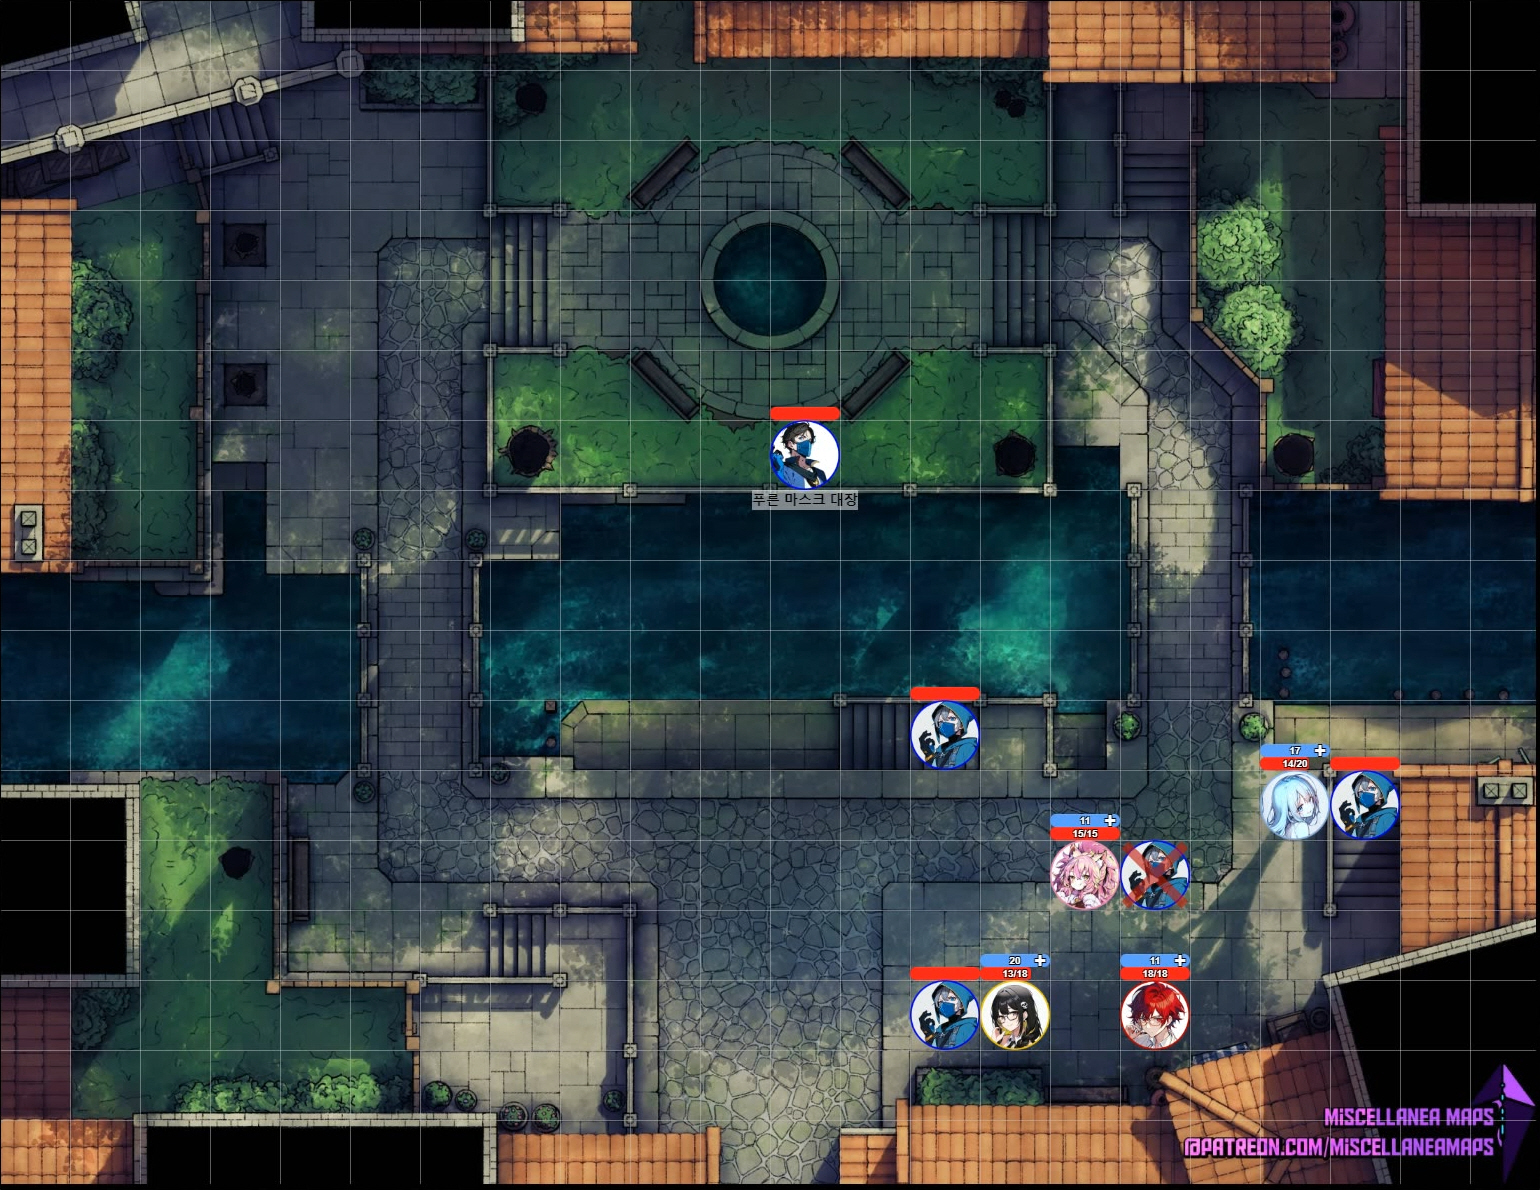 푸른 마스크 대장
17
14/20
11
15/15
20
13/18
11
18/18
MISCELLANEA MAPS
@PATREON.COM/MISCELLANEAMAPS